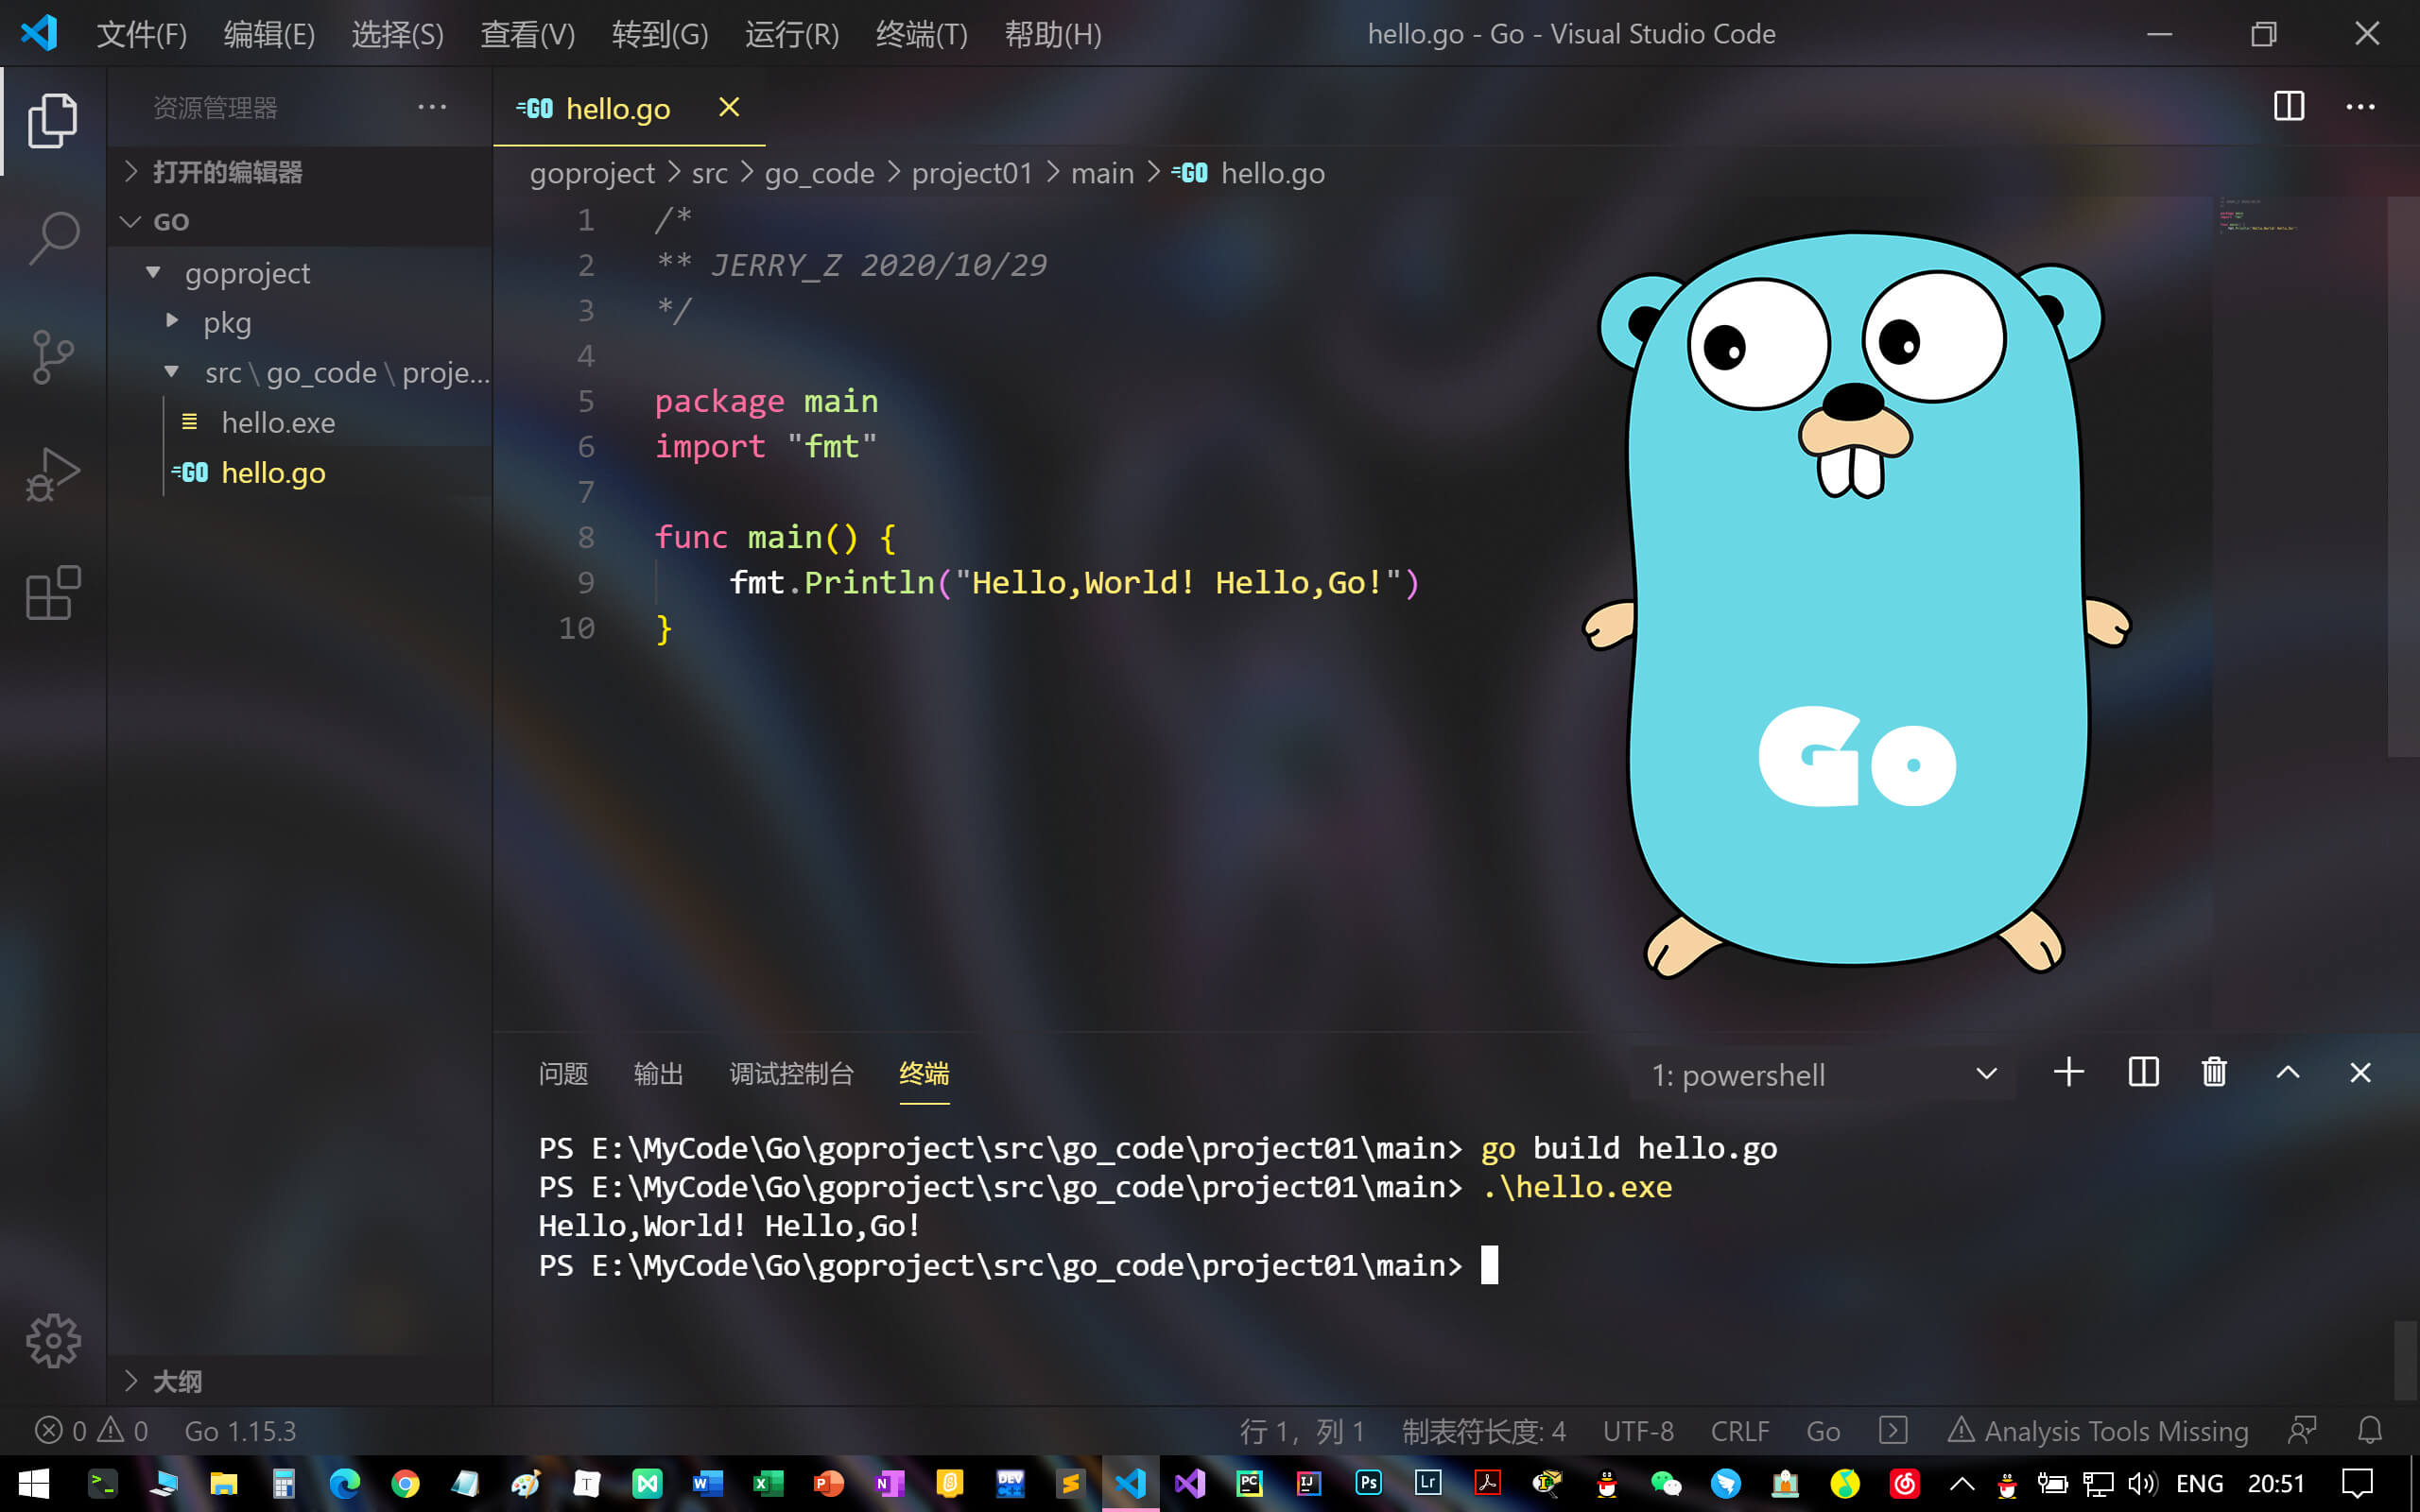 文件(F) 编辑(E) 选择(S) 查看(V) 转到(G) 运行(R) 终端(T) 帮助(H) hello.go - Go - Visual Studio Code
资源管理器
打开的编辑器
GO
goproject
pkg
src\go_code\proje...
hello.exe
GO hello.go
大纲
GO hello.go
goproject > src > go_code > project01 > main > GO hello.go
1 /*
2 ** JERRY_Z 2020/10/29
3 */
4
5 package main
6 import "fmt"
7
8 func main() {
9 fmt.Println("Hello,World! Hello,Go!")
10 }
Go
问题 输出 调试控制台 终端 1: powershell
PS E:\MyCode\Go\goproject\src\go_code\project01\main> go build hello.go
PS E:\MyCode\Go\goproject\src\go_code\project01\main> .\hello.exe
Hello,World! Hello,Go!
PS E:\MyCode\Go\goproject\src\go_code\project01\main>
0 0 Go 1.15.3 行 1，列 1 制表符长度: 4 UTF-8 CRLF Go Analysis Tools Missing
ENG 20:51